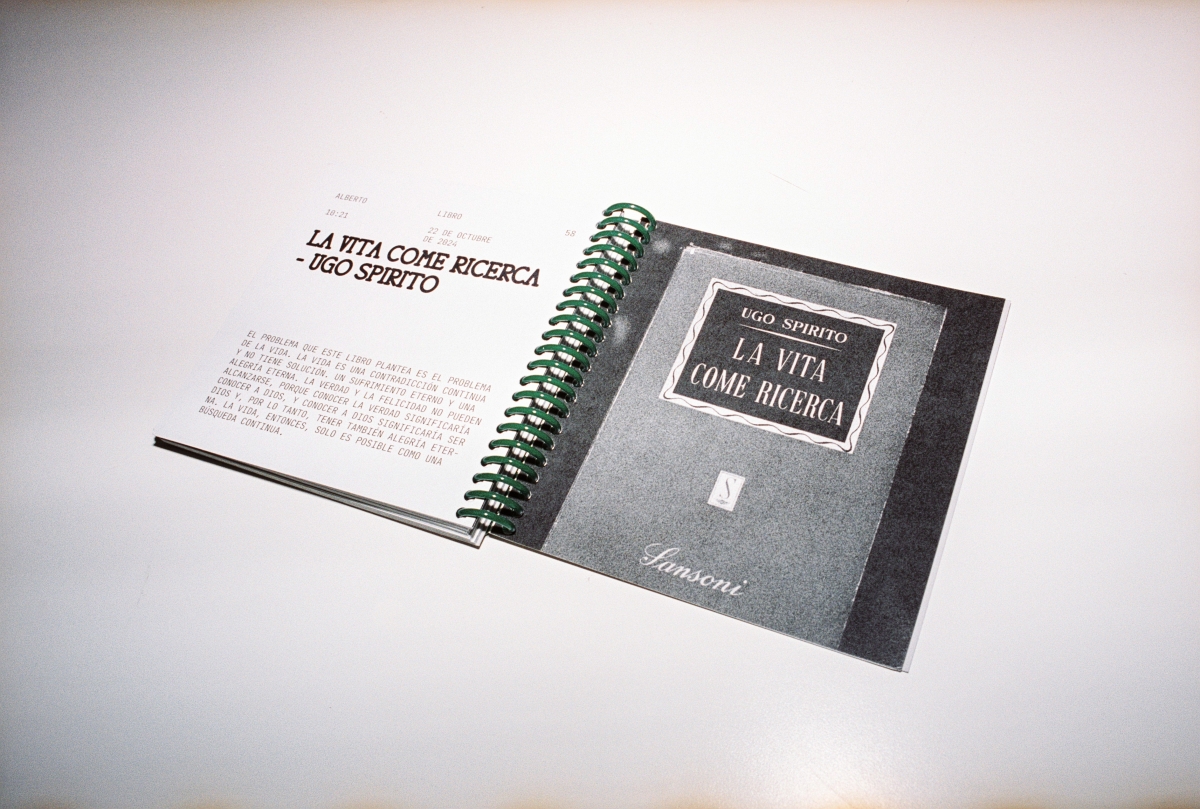 ALBERTO
LIBRO
10:21
22 DE OCTUBRE
DE 2024
58
LA VITA COME RICERCA
- UGO SPIRITO
EL PROBLEMA QUE ESTE LIBRO PLANTEA ES EL PROBLEMA
DE LA VIDA. LA VIDA ES UNA CONTRADICCIÓN CONTINUA
Y NO TIENE SOLUCIÓN. UN SUFRIMIENTO ETERNO Y UNA
ALEGRÍA ETERNA. LA VERDAD Y LA FELICIDAD NO PUEDEN
ALCANZARSE, PORQUE CONOCER LA VERDAD SIGNIFICARÍA
CONOCER A DIOS, Y CONOCER A DIOS SIGNIFICARÍA SER
DIOS Y, POR LO TANTO, TENER TAMBIÉN ALEGRÍA ETER-
NA. LA VIDA, ENTONCES, SOLO ES POSIBLE COMO UNA
BÚSQUEDA CONTINUA.
UGO SPIRITO
LA VITA
COME RICERCA
S
Sansoni